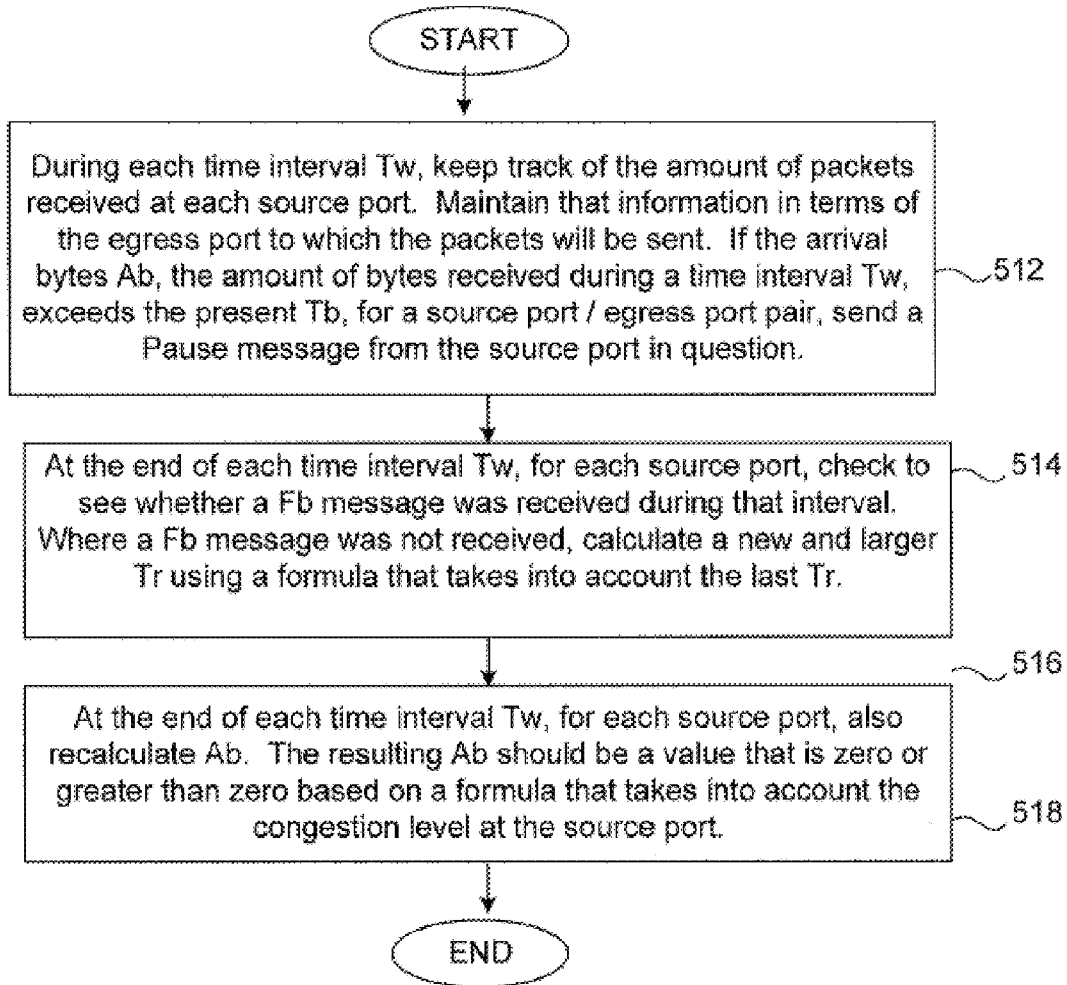 START
During each time interval Tw, keep track of the amount of packets
received at each source port. Maintain that information in terms of
the egress port to which the packets will be sent. If the arrival
bytes Ab, the amount of bytes received during a time interval Tw,
exceeds the present Tb, for a source port / egress port pair, send a
Pause message from the source port in question.
512
At the end of each time interval Tw, for each source port, check to
see whether a Fb message was received during that interval.
Where a Fb message was not received, calculate a new and larger
Tr using a formula that takes into account the last Tr.
514
516
At the end of each time interval Tw, for each source port, also
recalculate Ab. The resulting Ab should be a value that is zero or
greater than zero based on a formula that takes into account the
congestion level at the source port.
518
END